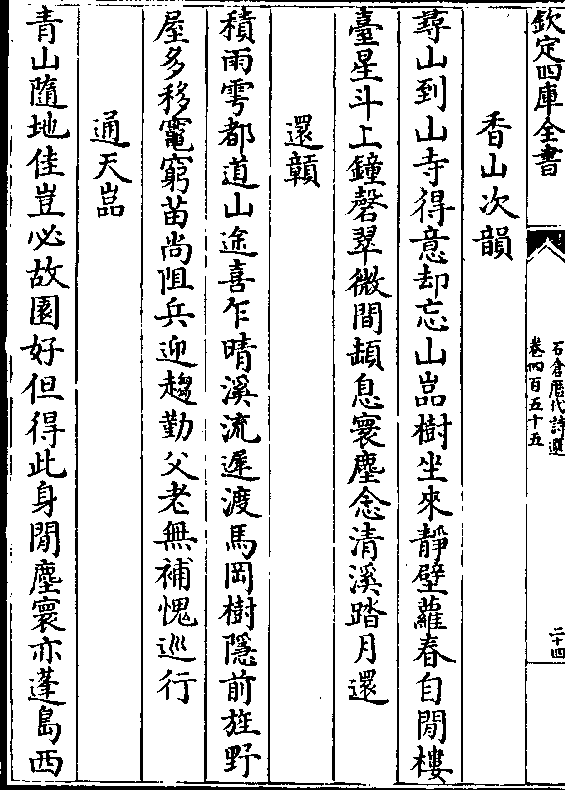 欽定四庫全書
石倉歷代詩選
卷四百五十五
二十四
香山次韻
尋山到山寺得意却忘山嵓樹坐來靜壁蘿春自閒樓
臺星斗上鐘磬翠微間頓息寰塵念清溪踏月還
還贑
積雨雩都道山途喜乍晴溪流遲渡馬岡樹隱前旌野
屋多移竈窮苗尚阻兵迎趨勤父老無補愧巡行
通天嵓
青山隨地佳豈必故園好但得此身閒塵寰亦蓬島西